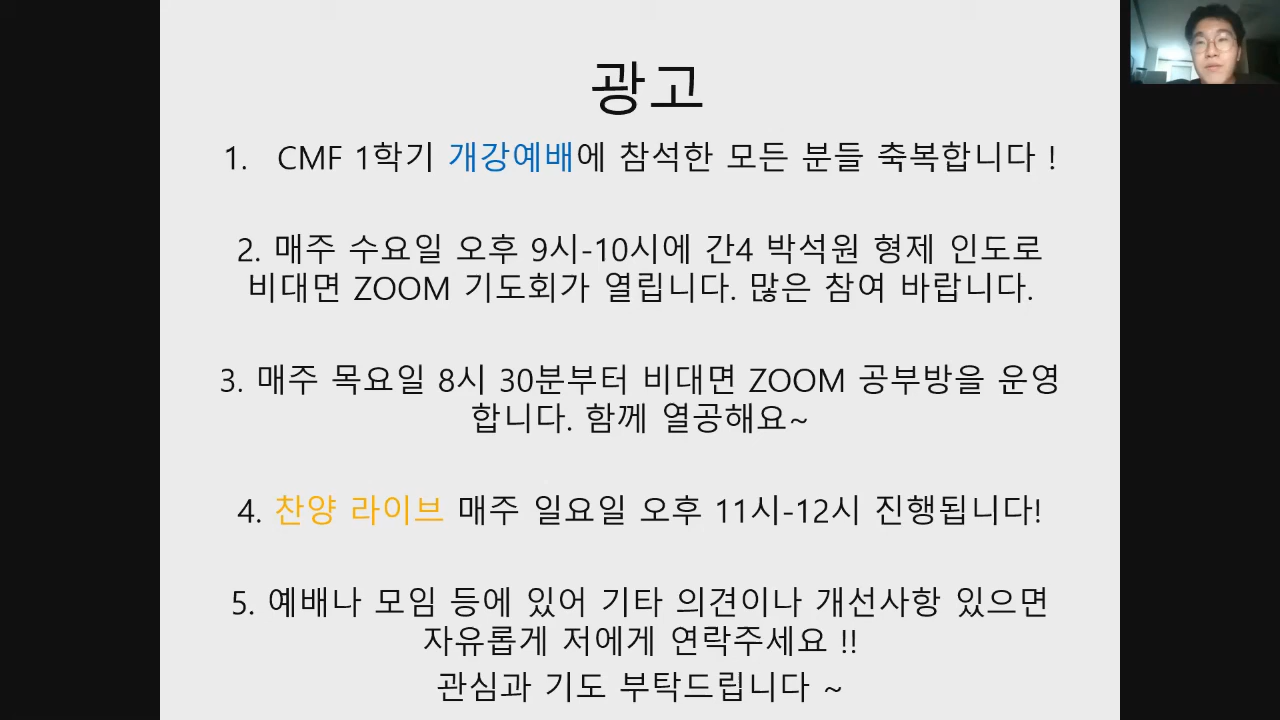 광고
1. CMF 1학기 개강예배에 참석한 모든 분들 축복합니다 !
2. 매주 수요일 오후 9시-10시에 간4 박석원 형제 인도로
비대면 ZOOM 기도회가 열립니다. 많은 참여 바랍니다.
3. 매주 목요일 8시 30분부터 비대면 ZOOM 공부방을 운영
합니다. 함께 열공해요~
4. 찬양 라이브 매주 일요일 오후 11시-12시 진행됩니다!
5. 예배나 모임 등에 있어 기타 의견이나 개선사항 있으면
자유롭게 저에게 연락주세요 !!
관심과 기도 부탁드립니다 ~